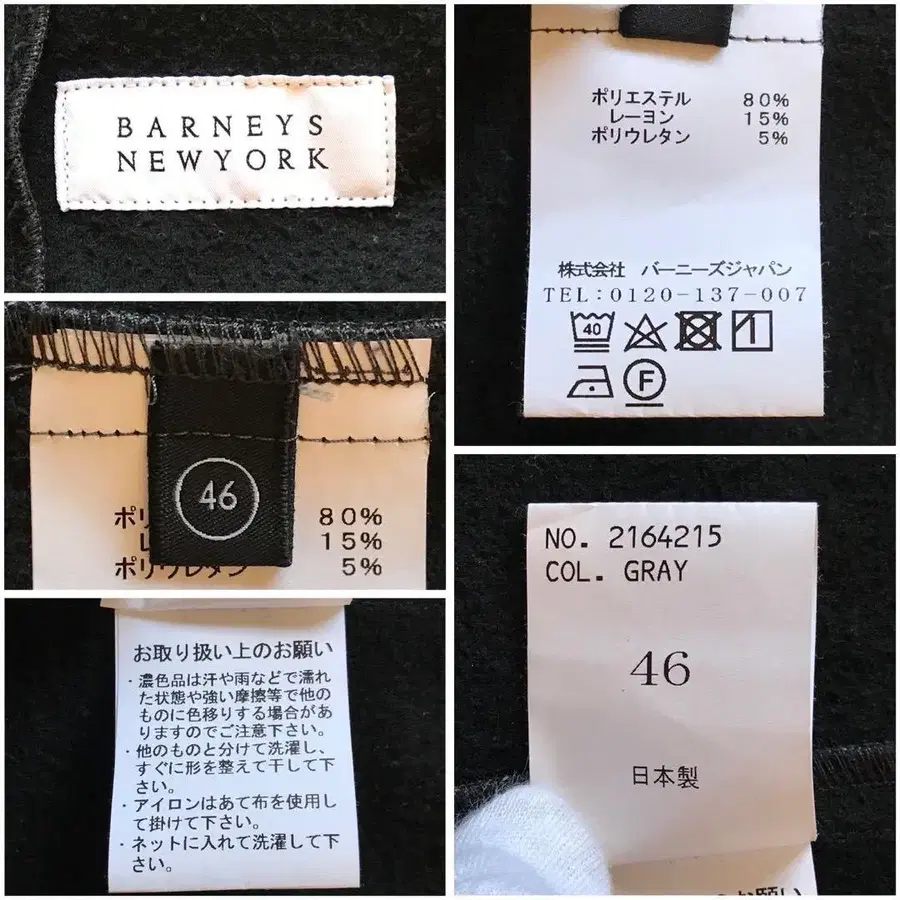 BARNEYS
NEWYORK
ポリエステル 80%
レーヨン 15%
ポリウレタン 5%
株式会社 バーニーズジャパン
TEL:0120-137-007
40
F
46
ポリ 80%
15%
ポリウレタン 5%
NO. 2164215
COL. GRAY
46
日本製
お取り扱い上のお願い
・濃色品は汗や雨などで濡れ
た状態や強い摩擦等で他の
ものに色移りする場合があ
りますのでご注意下さい。
・他のものと分けて洗濯し、
すぐに形を整えて干して下
さい。
・アイロンはあて布を使用し
て掛けて下さい。
・ネットに入れて洗濯して下
さい。